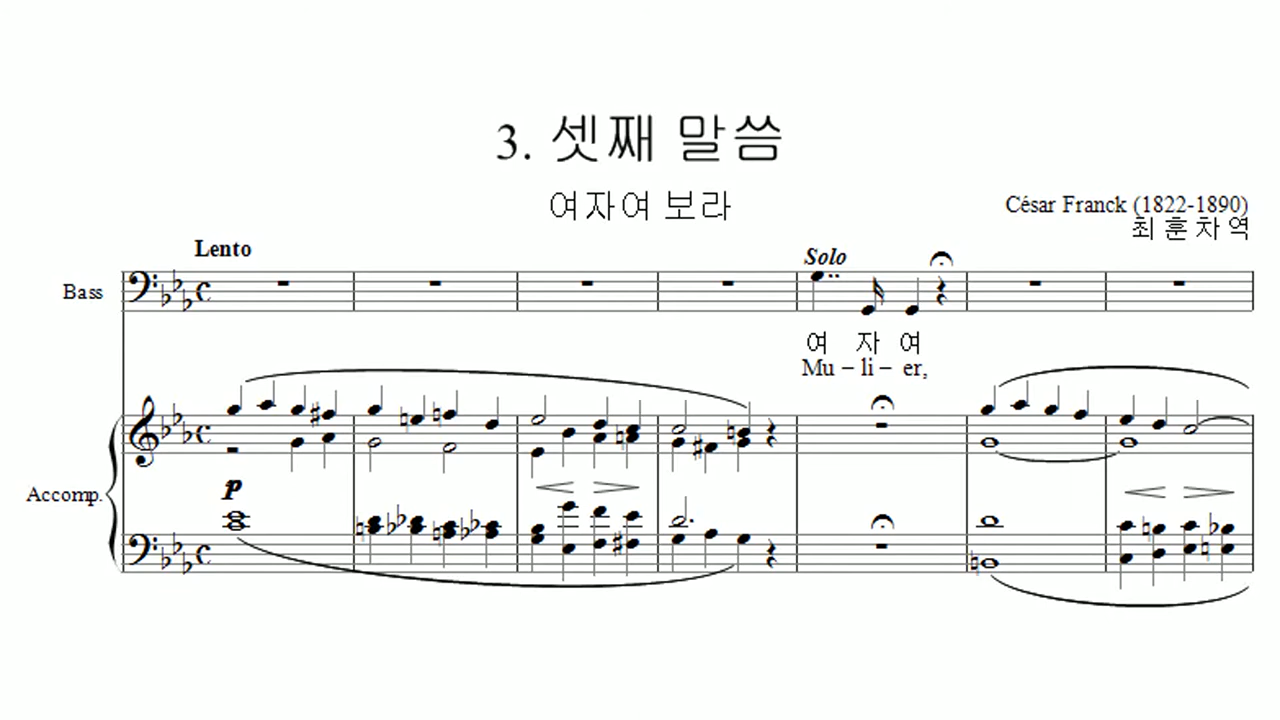 3. 셋째 말씀
여자여 보라
César Franck (1822-1890)
최 훈 차 역
Lento
Solo
Bass
여 자 여
Mu – li – er,
p
Accomp.